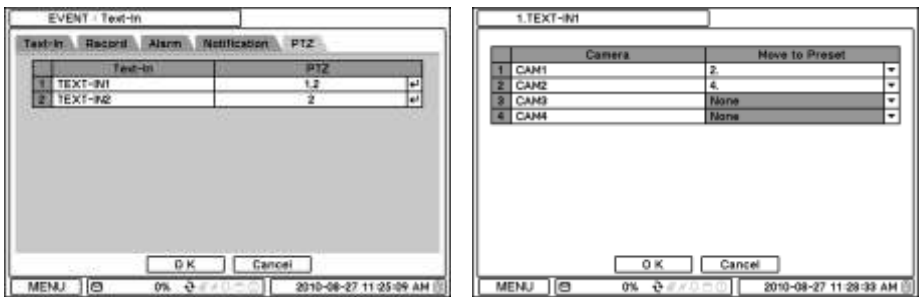 EVENT : Text-In
Text-In Record Alarm Notification PTZ
Text-In PTZ
1 TEXT-IN1 1,2
2 TEXT-IN2 2
OK Cancel
MENU 0% 2010-08-27 11:25:09 AM
1.TEXT-IN1
Camera Move to Preset
1 CAM1 2.
2 CAM2 4.
3 CAM3 None
4 CAM4 None
OK Cancel
MENU 0% 2010-08-27 11:28:33 AM